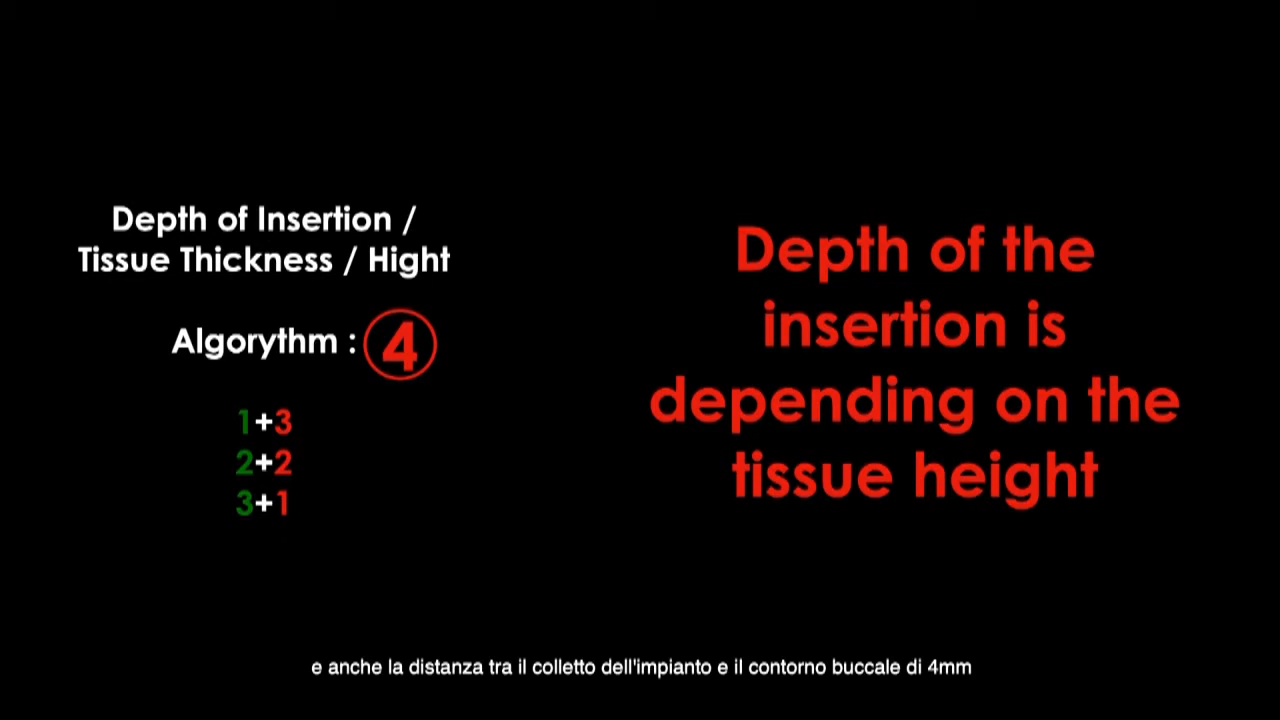 Depth of Insertion /
Tissue Thickness / Hight
Algorythm : 4
1+3
2+2
3+1
Depth of the
insertion is
depending on the
tissue height
e anche la distanza tra il colletto dell'impianto e il contorno buccale di 4mm